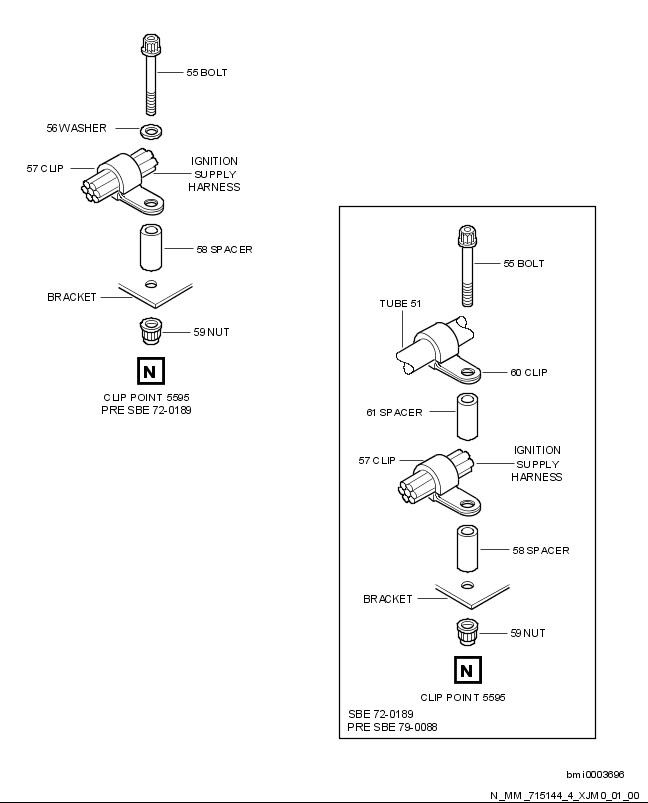 55 BOLT
56 WASHER
57 CLIP
IGNITION
SUPPLY
HARNESS
58 SPACER
BRACKET
59 NUT
N
CLIP POINT 5595
PRE SBE 72-0189
55 BOLT
TUBE 51
60 CLIP
61 SPACER
57 CLIP
IGNITION
SUPPLY
HARNESS
58 SPACER
BRACKET
59 NUT
N
CLIP POINT 5595
SBE 72-0189
PRE SBE 79-0088
bmi0003696
N_MM_715144_4_XJM0_01_00